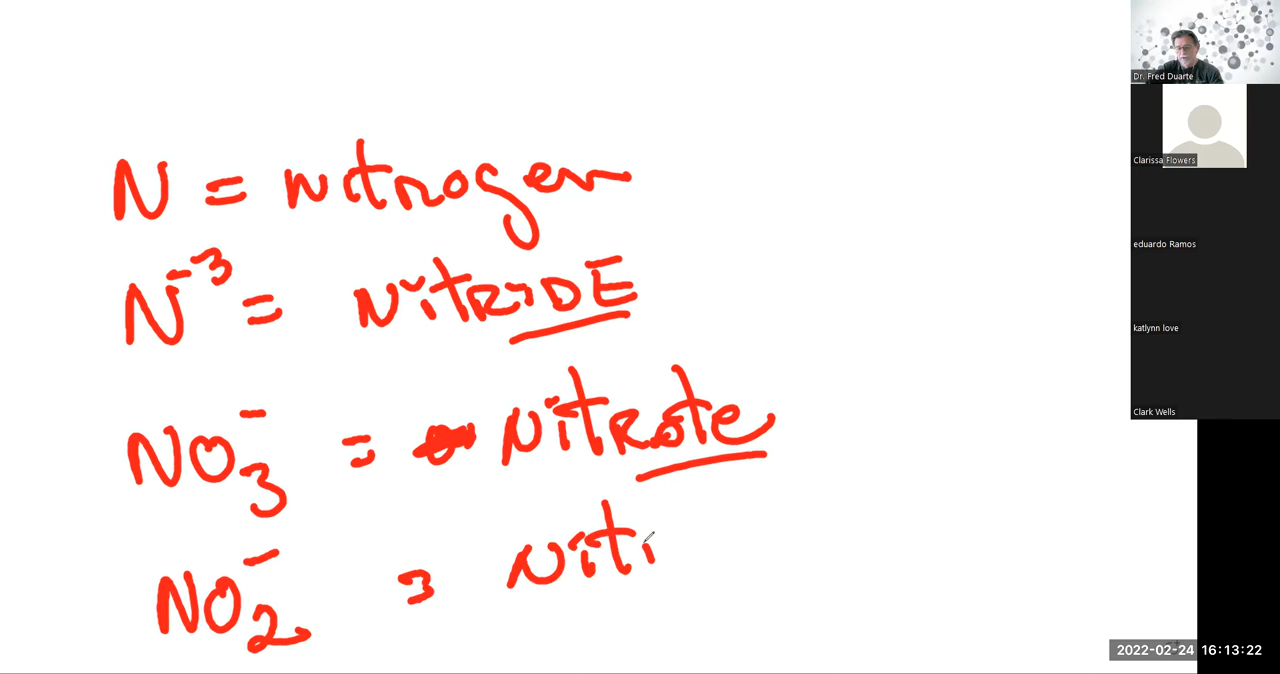 N = nitrogen
N⁻³ = NitRiDE
NO₃⁻ = NitRate
NO₂⁻ = Nitr
Dr. Fred Duarte
Clarissa Flowers
eduardo Ramos
katlynn love
Clark Wells
2022-02-24 16:13:22